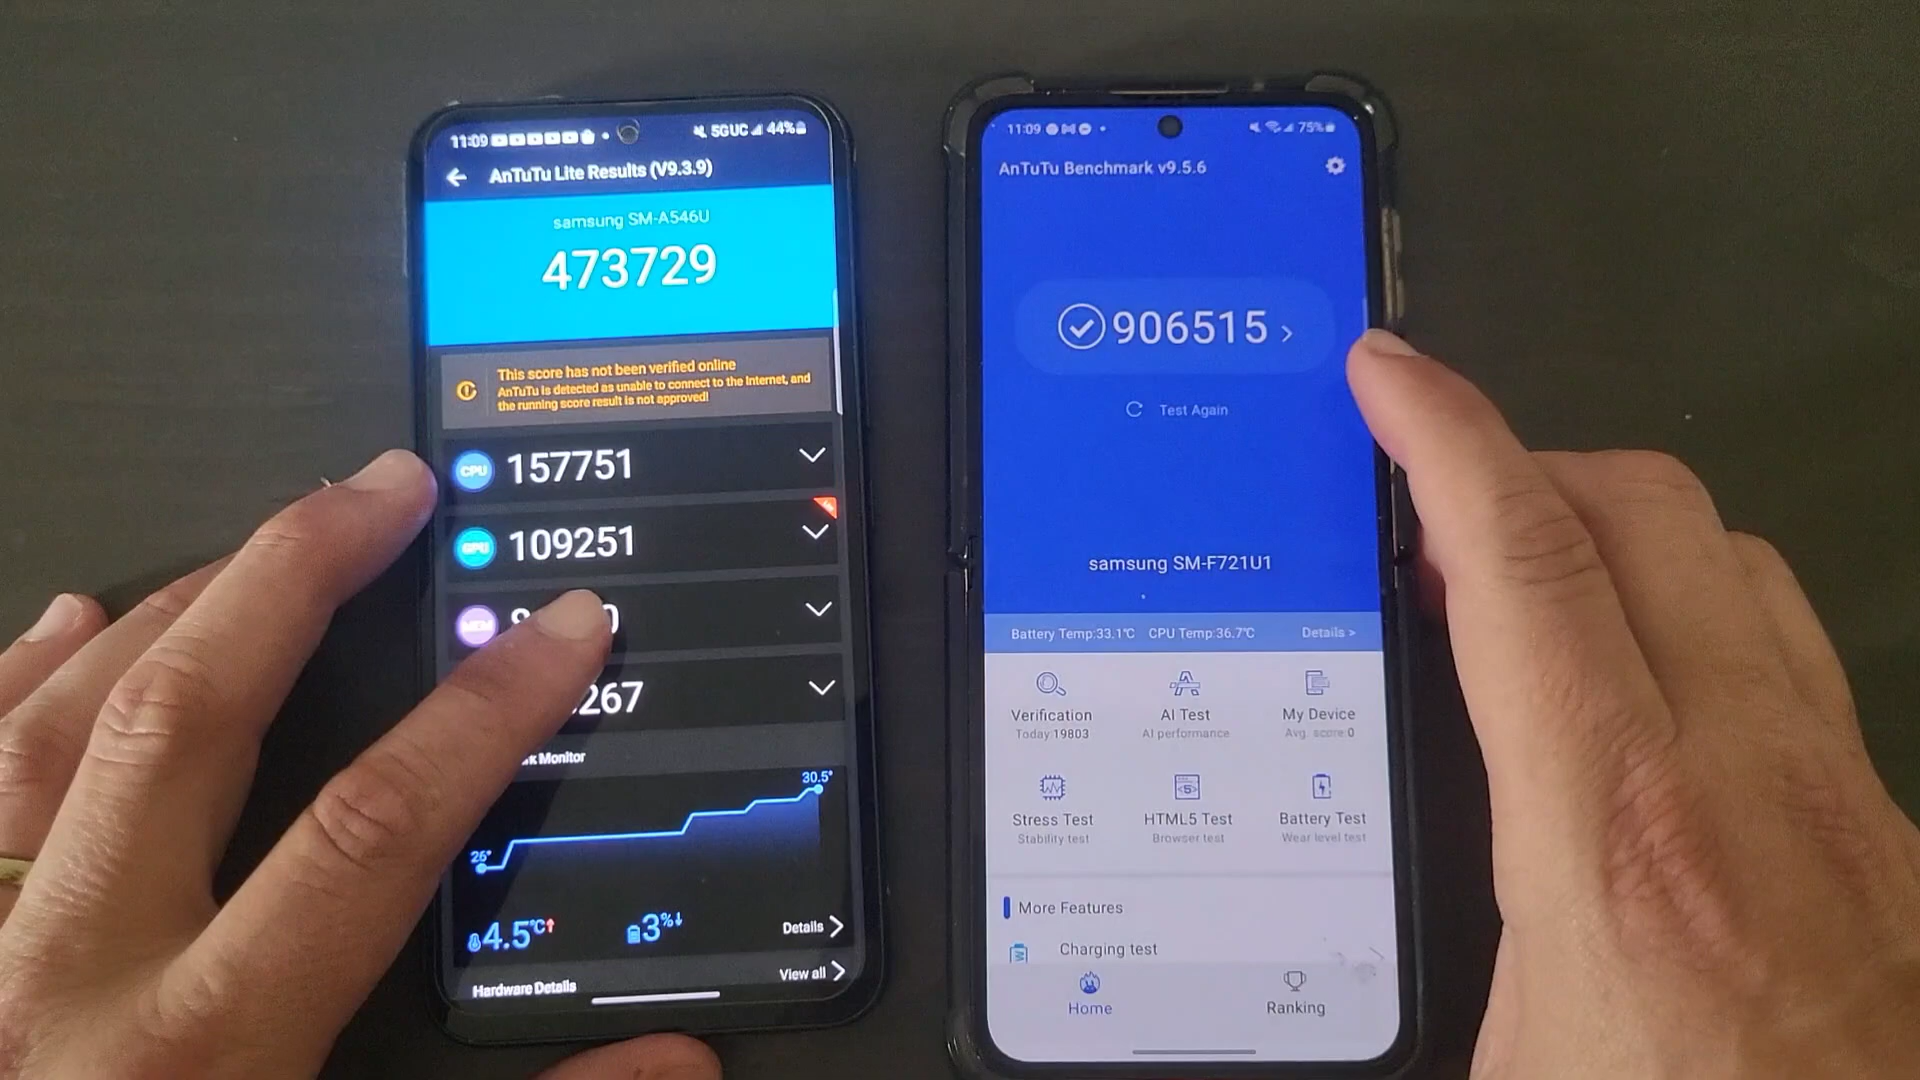 11:09
5GUC 44%
AnTuTu Lite Results (V9.3.9)
samsung SM-A546U
473729
This score has not been verified online
AnTuTu is detected as unable to connect to the Internet, and
the running score result is not approved!
CPU 157751
GPU 109251
MEM
267
Monitor
30.5°
26°
4.5°C
3%
Details
Hardware Details
View all
11:09
75%
AnTuTu Benchmark v9.5.6
906515
Test Again
samsung SM-F721U1
Battery Temp:33.1°C CPU Temp:36.7°C Details >
Verification
Today:19803
AI Test
AI performance
My Device
Avg. score:0
Stress Test
Stability test
HTML5 Test
Browser test
Battery Test
Wear level test
More Features
Charging test
Home
Ranking